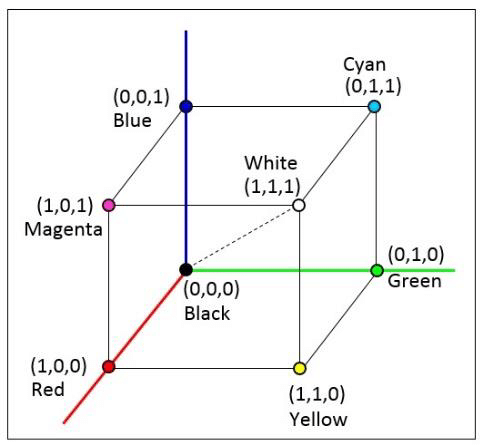 Cyan
(0,1,1)
(0,0,1)
Blue
White
(1,1,1)
(1,0,1)
Magenta
(0,1,0)
Green
(0,0,0)
Black
(1,0,0)
Red
(1,1,0)
Yellow